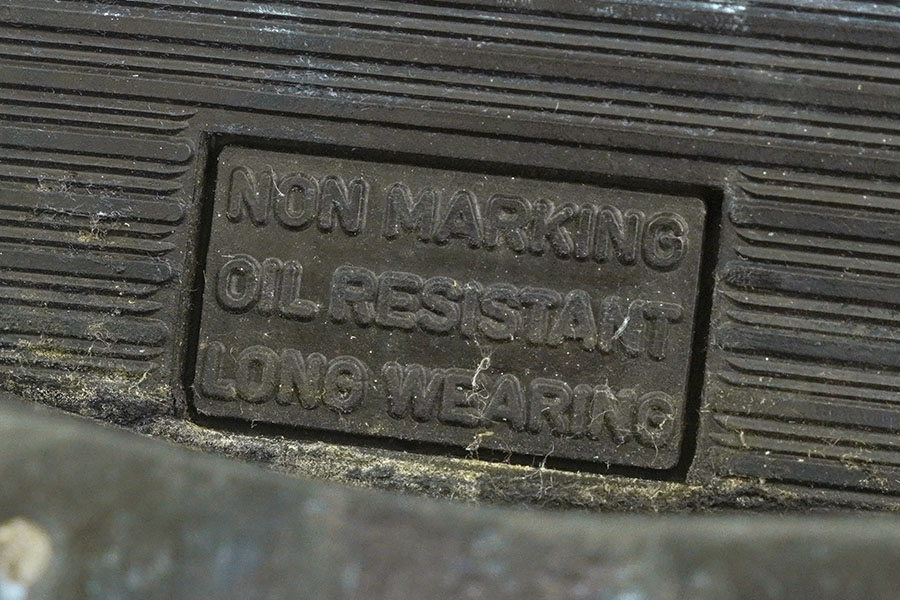 NON MARKING
OIL RESISTANT
LONG WEARING